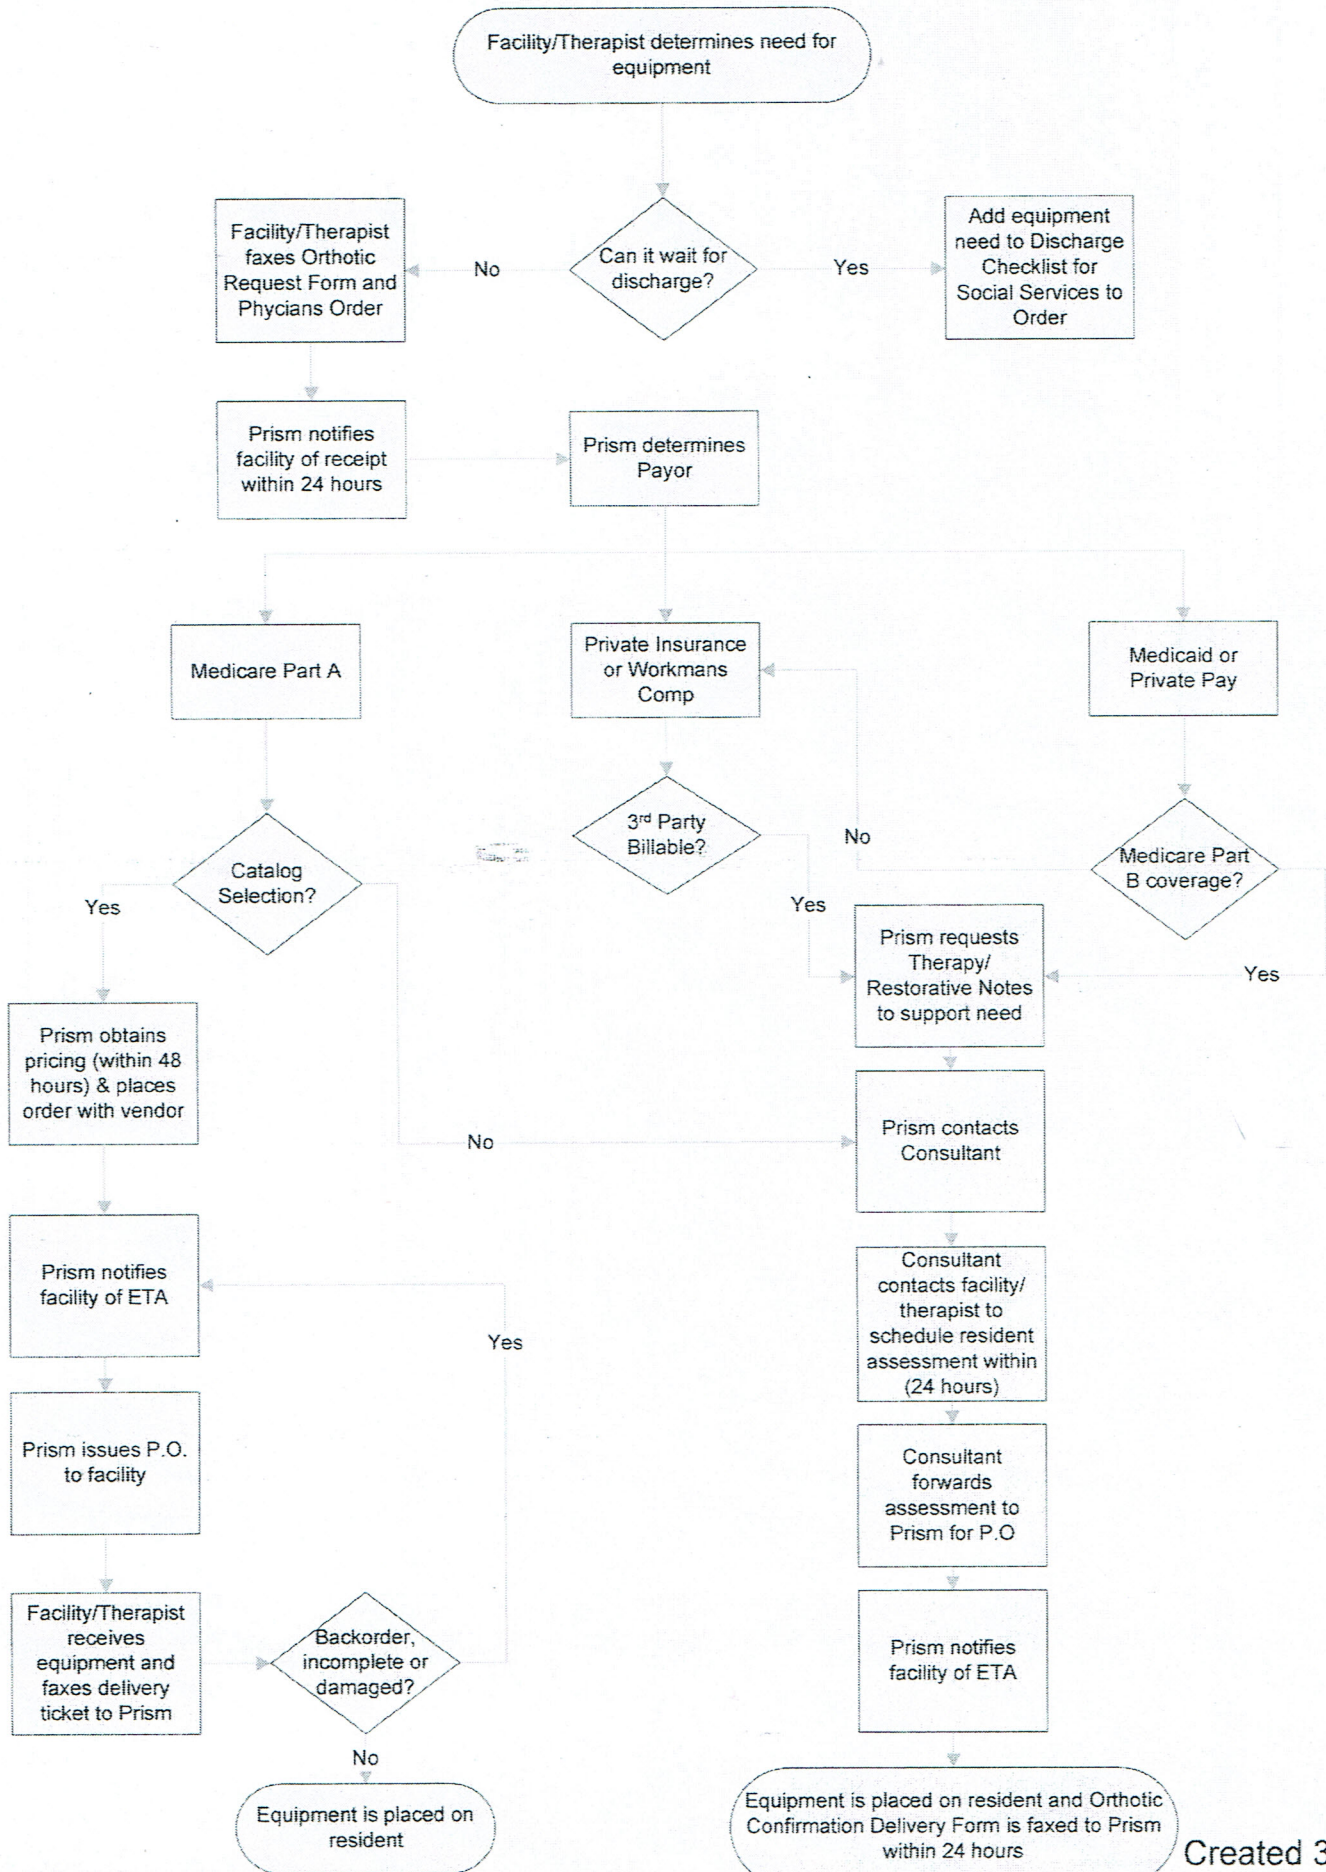 Facility/Therapist determines need for
equipment
Facility/Therapist
faxes Orthotic
Request Form and
Phycians Order
No
Can it wait for
discharge?
Yes
Add equipment
need to Discharge
Checklist for
Social Services to
Order
Prism notifies
facility of receipt
within 24 hours
Prism determines
Payor
Medicare Part A
Private Insurance
or Workmans
Comp
Medicaid or
Private Pay
Catalog
Selection?
Yes
3rd Party
Billable?
No
Yes
Medicare Part
B coverage?
Yes
Prism requests
Therapy/
Restorative Notes
to support need
Prism obtains
pricing (within 48
hours) & places
order with vendor
No
Prism contacts
Consultant
Prism notifies
facility of ETA
Yes
Consultant
contacts facility/
therapist to
schedule resident
assessment within
(24 hours)
Prism issues P.O.
to facility
Consultant
forwards
assessment to
Prism for P.O
Facility/Therapist
receives
equipment and
faxes delivery
ticket to Prism
Backorder,
incomplete or
damaged?
Prism notifies
facility of ETA
No
Equipment is placed on
resident
Equipment is placed on resident and Orthotic
Confirmation Delivery Form is faxed to Prism
within 24 hours
Created 3